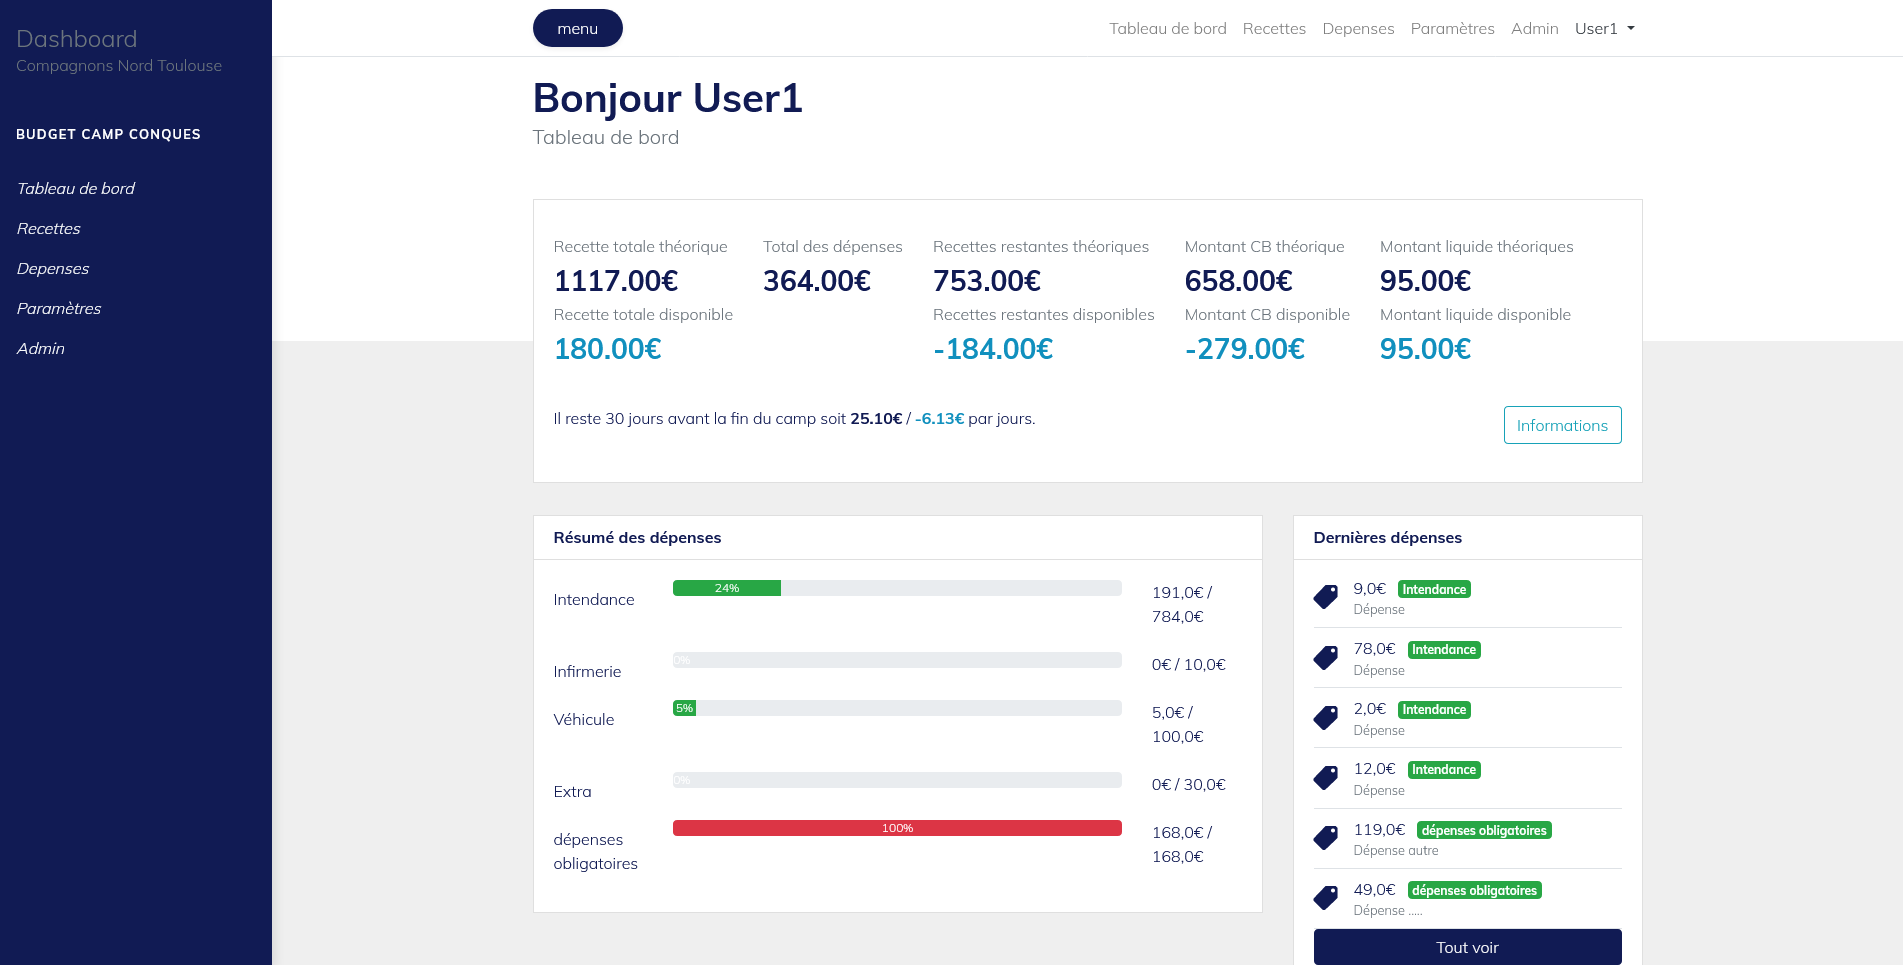 Dashboard
Compagnons Nord Toulouse
BUDGET CAMP CONQUES
Tableau de bord
Recettes
Depenses
Paramètres
Admin
menu
Tableau de bord Recettes Depenses Paramètres Admin User1
Bonjour User1
Tableau de bord
Recette totale théorique
1117.00€
Recette totale disponible
180.00€
Total des dépenses
364.00€
Recettes restantes théoriques
753.00€
Recettes restantes disponibles
-184.00€
Montant CB théorique
658.00€
Montant CB disponible
-279.00€
Montant liquide théoriques
95.00€
Montant liquide disponible
95.00€
Il reste 30 jours avant la fin du camp soit 25.10€ / -6.13€ par jours.
Informations
Résumé des dépenses
Intendance
24%
191,0€ /
784,0€
Infirmerie
0%
0€ / 10,0€
Véhicule
5%
5,0€ /
100,0€
Extra
0%
0€ / 30,0€
dépenses
obligatoires
100%
168,0€ /
168,0€
Dernières dépenses
9,0€ Intendance
Dépense
78,0€ Intendance
Dépense
2,0€ Intendance
Dépense
12,0€ Intendance
Dépense
119,0€ dépenses obligatoires
Dépense autre
49,0€ dépenses obligatoires
Dépense .....
Tout voir